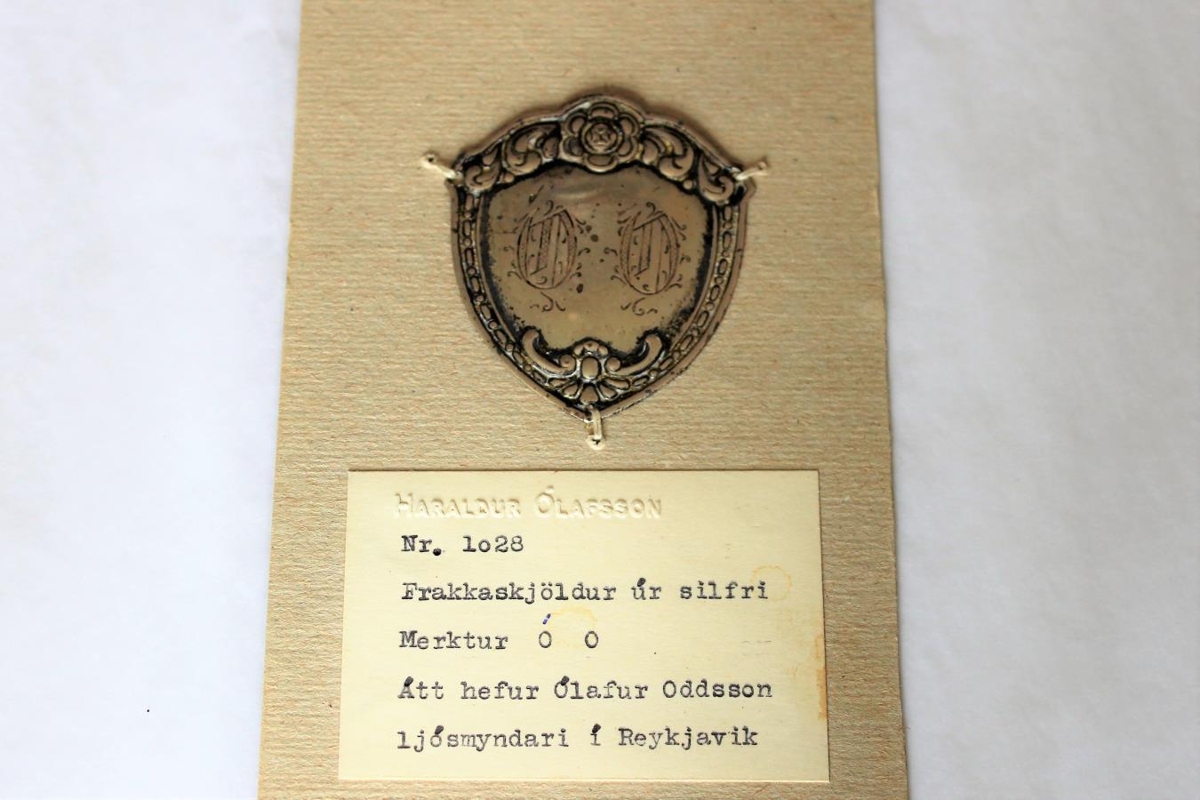 Ó O
HARALDUR ÓLAFSSON
Nr. 1o28
Frakkaskjöldur úr silfri
Merktur Ó O
Átt hefur Ólafur Oddsson
ljósmyndari í Reykjavik